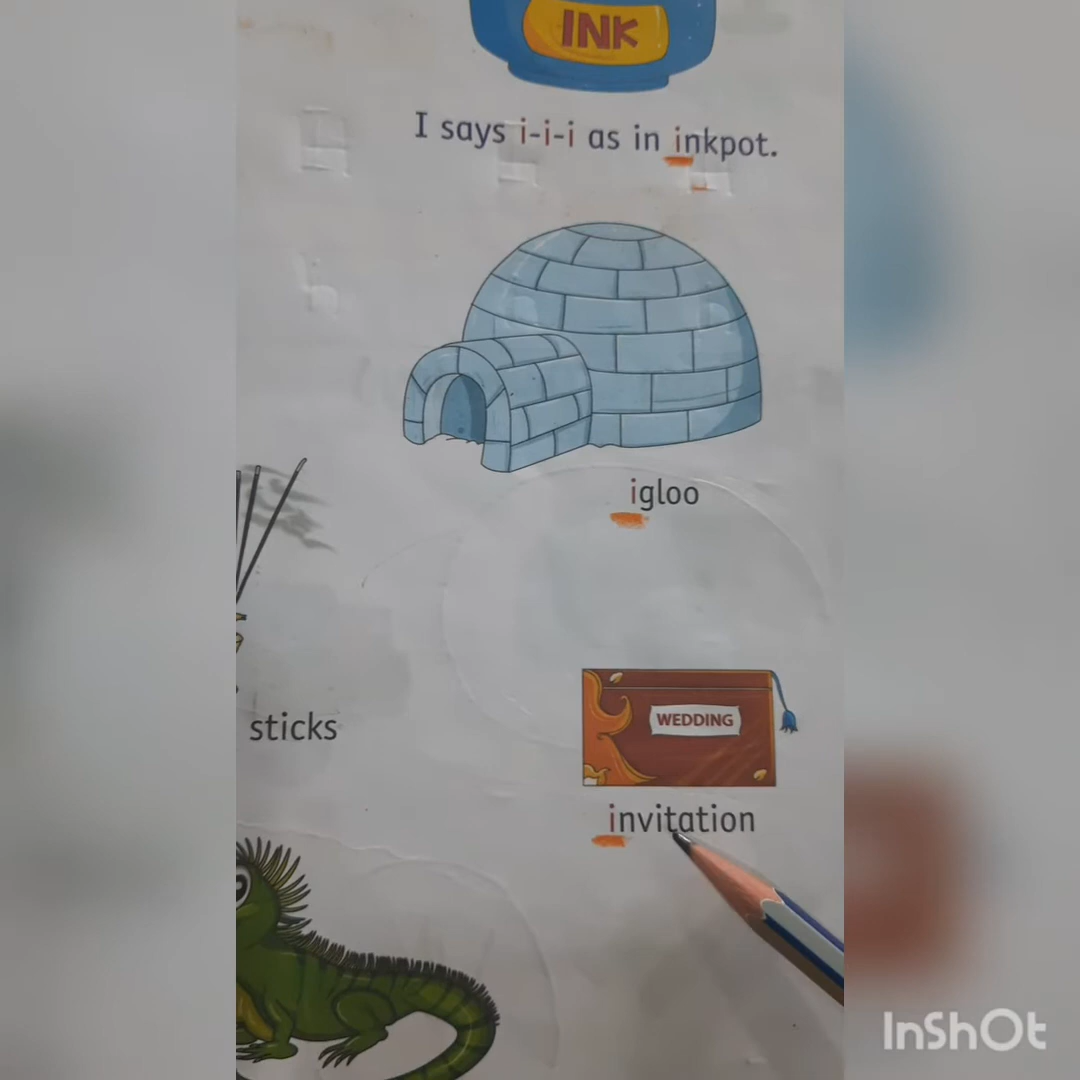 INK
I says i-i-i as in inkpot.
igloo
WEDDING
sticks
invitation
InShOt